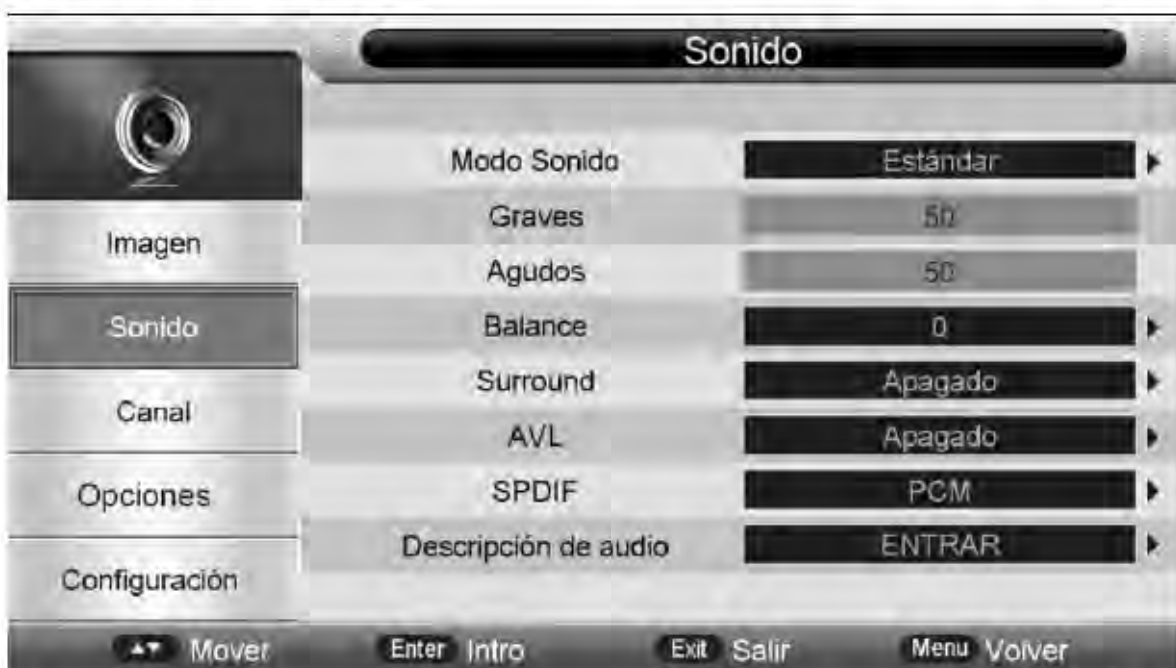 Sonido
Imagen
Sonido
Canal
Opciones
Configuración
Modo Sonido Estándar
Graves 50
Agudos 50
Balance 0
Surround Apagado
AVL Apagado
SPDIF PCM
Descripción de audio ENTRAR
▲▼ Mover Enter Intro Exit Salir Menu Volver